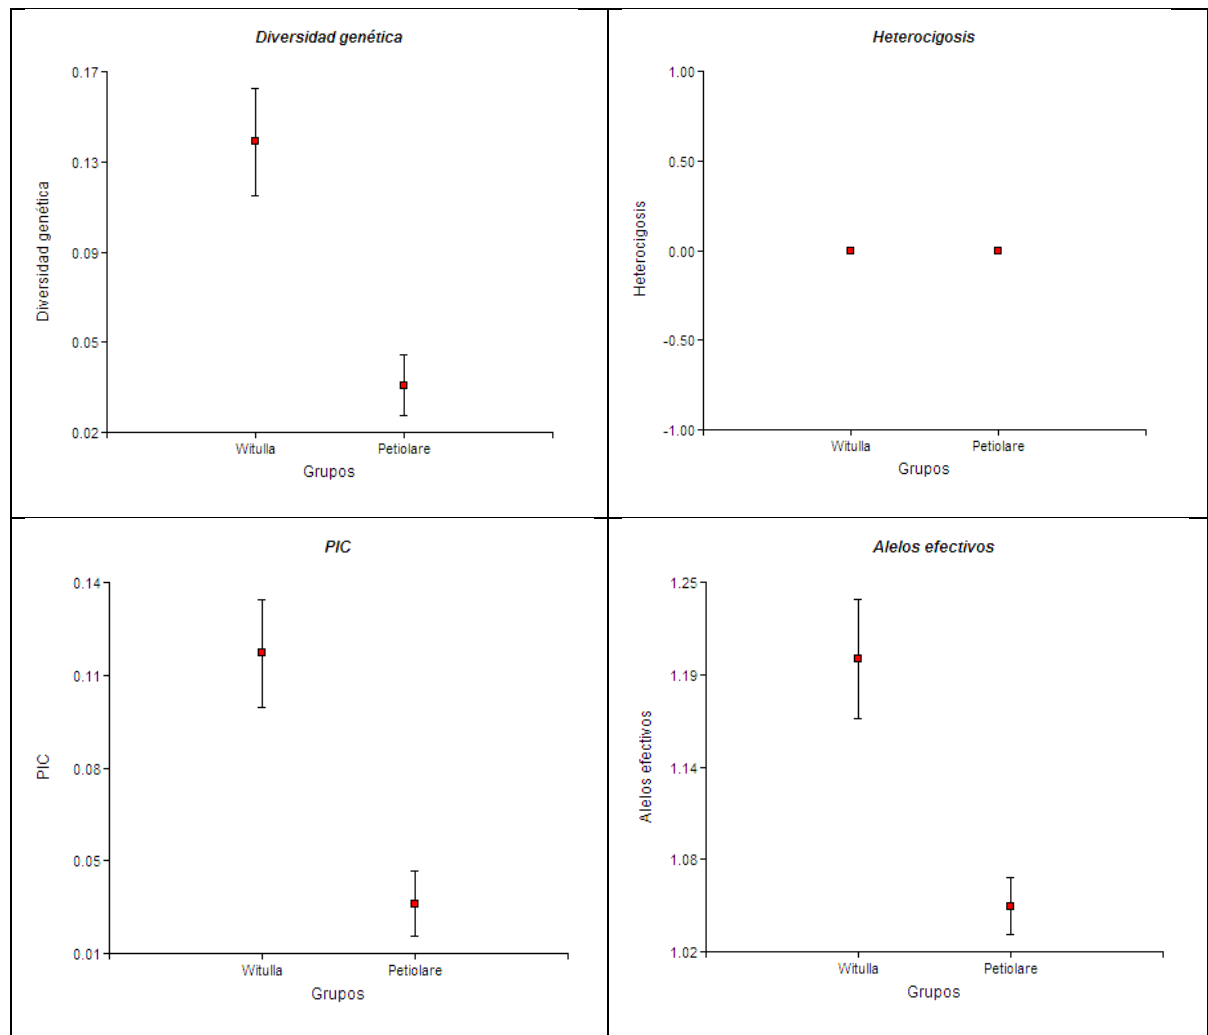 Diversidad genética
0.17
0.13
0.09
0.05
0.02
Diversidad genética
Witulla
Petiolare
Grupos
Heterocigosis
1.00
0.50
0.00
-0.50
-1.00
Heterocigosis
Witulla
Petiolare
Grupos
PIC
0.14
0.11
0.08
0.05
0.01
PIC
Witulla
Petiolare
Grupos
Alelos efectivos
1.25
1.19
1.14
1.08
1.02
Alelos efectivos
Witulla
Petiolare
Grupos